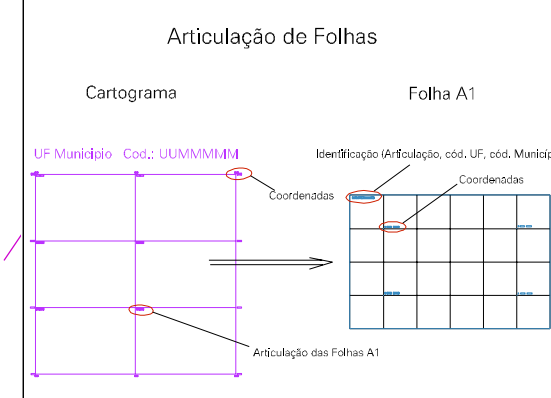 Articulação de Folhas
Cartograma
Folha A1
UF Municipio Cod.: UUMMMMM
Identificação (Articulação, cód. UF, cód. Municíp
Coordenadas
Coordenadas
Articulação das Folhas A1